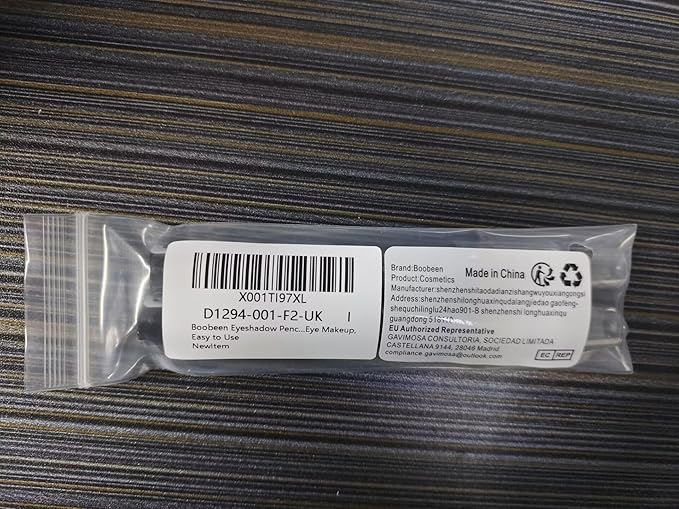 X001TI97XL
D1294-001-F2-UK I
Boobeen Eyeshadow Penc...Eye Makeup,
Easy to Use
NewItem
Brand:Boobeen
Product:Cosmetics
Made in China
Manufacturer:shenzhenshitaodadianzishangwuyouxiangongsi
Address:shenzhenshilonghuaxinqudalangjiedao gaofeng-
shequchilinglu24hao901-B shenzhenshi longhuaxinqu
guangdong
EU Authorized Representative
GAVIMOSA CONSULTORIA, SOCIEDAD LIMITADA
CASTELLANA 9144, 28046 Madrid
compliance gavimosa@outlook.com
EC REP